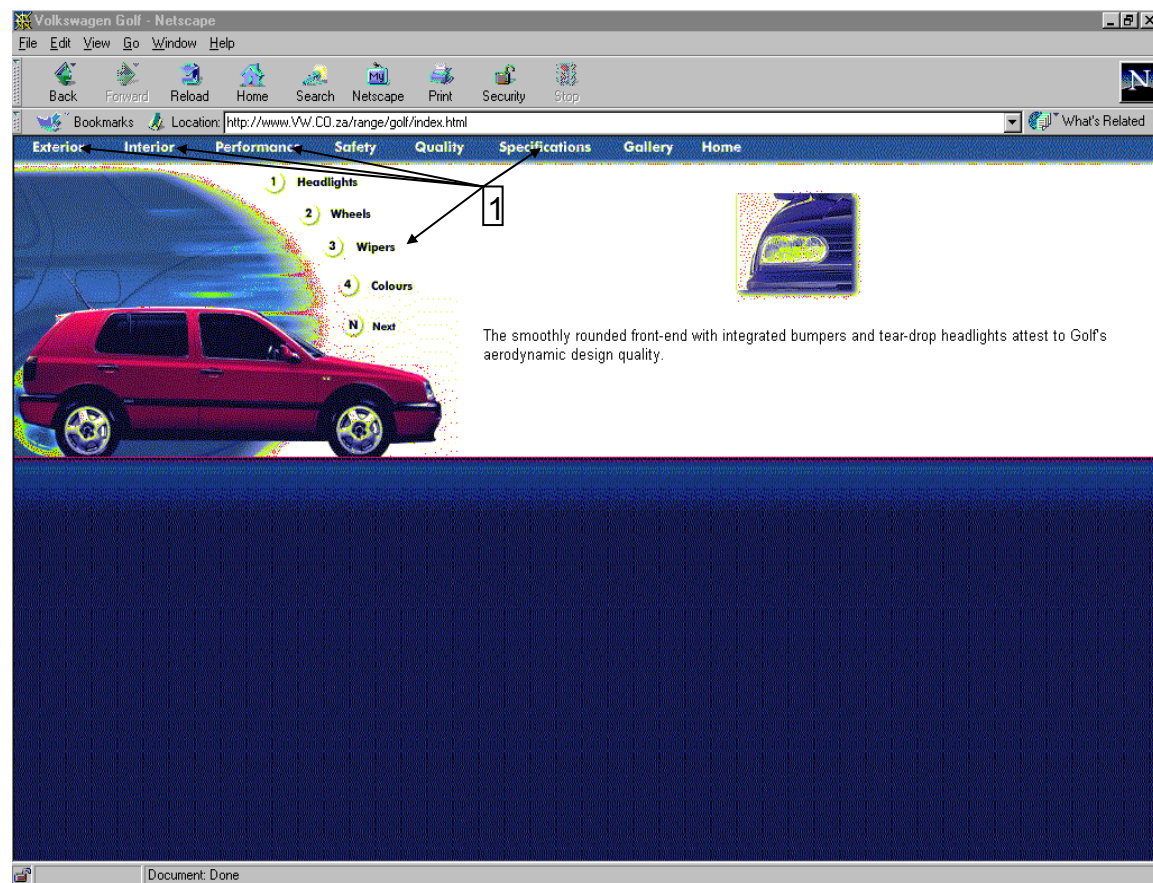 Volkswagen Golf - Netscape
File Edit View Go Window Help
Back Forward Reload Home Search Netscape Print Security Stop
My
N
Bookmarks Location: http://www.VW.CO.za/range/golf/index.html What's Related
Exterior Interior Performance Safety Quality Specifications Gallery Home
1 Headlights
1
2 Wheels
3 Wipers
4 Colours
N Next
The smoothly rounded front-end with integrated bumpers and tear-drop headlights attest to Golf's
aerodynamic design quality.
Document: Done